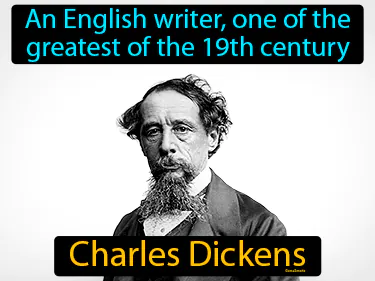 An English writer, one of the
greatest of the 19th century
Charles Dickens